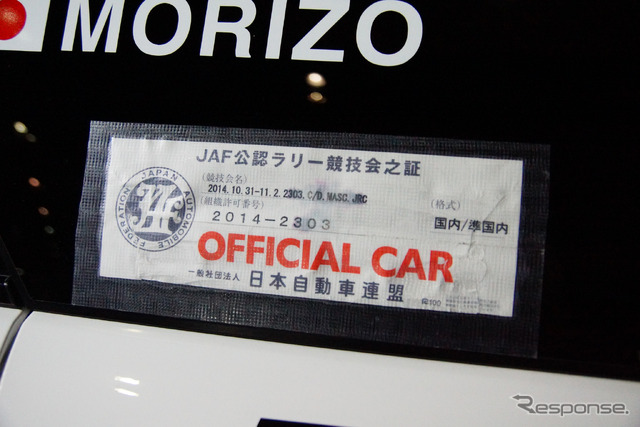 MORIZO
JAF公認ラリー競技会之証
(競技会名)
2014.10.31-11.2.2303.C/D.MASC.JRC
(組織許可番号)
(格式)
2014-2303
国内/準国内
OFFICIAL CAR
一般社団法人 日本自動車連盟
JAPAN AUTOMOBILE FEDERATION
JAF
Response.